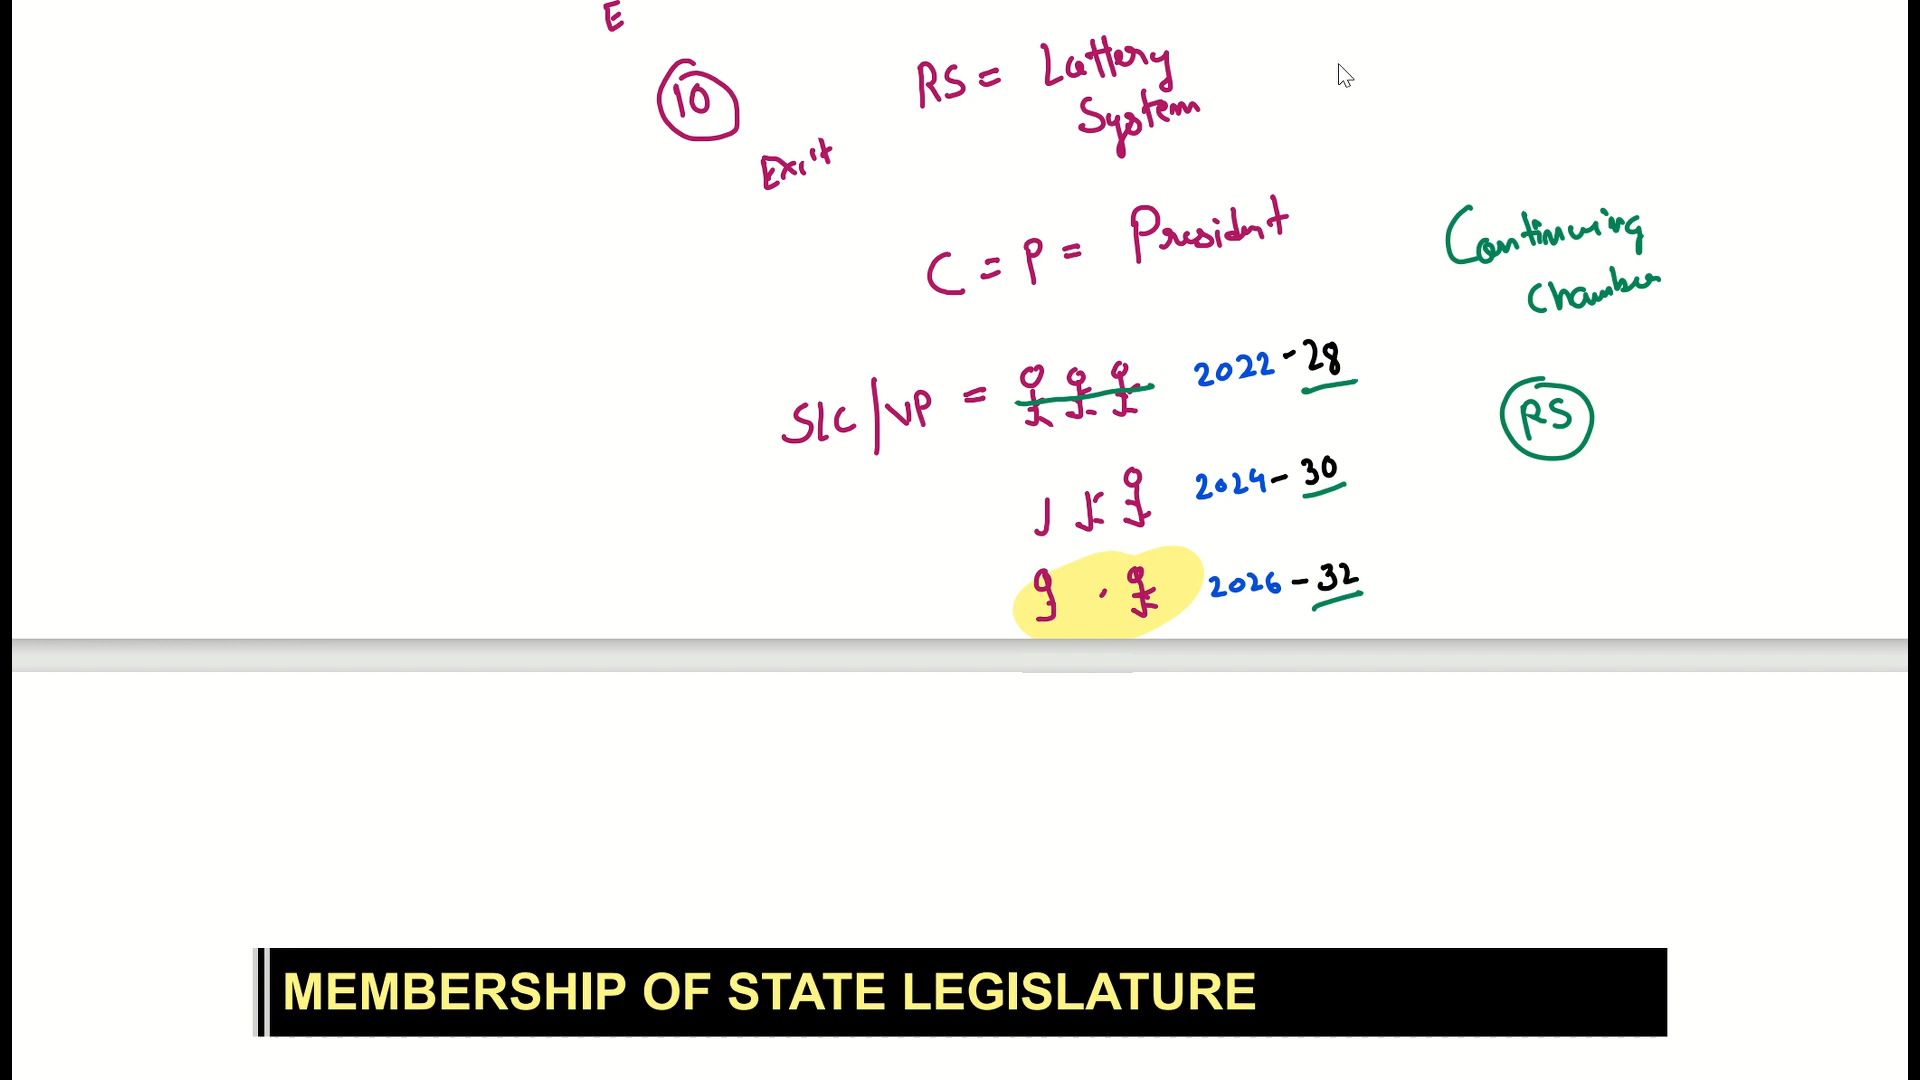 E
10
RS = Lottery
System
Exit
C = P = President
Continuing
Chamber
SLC / VP = 2022 - 28
RS
2024 - 30
2026 - 32
MEMBERSHIP OF STATE LEGISLATURE